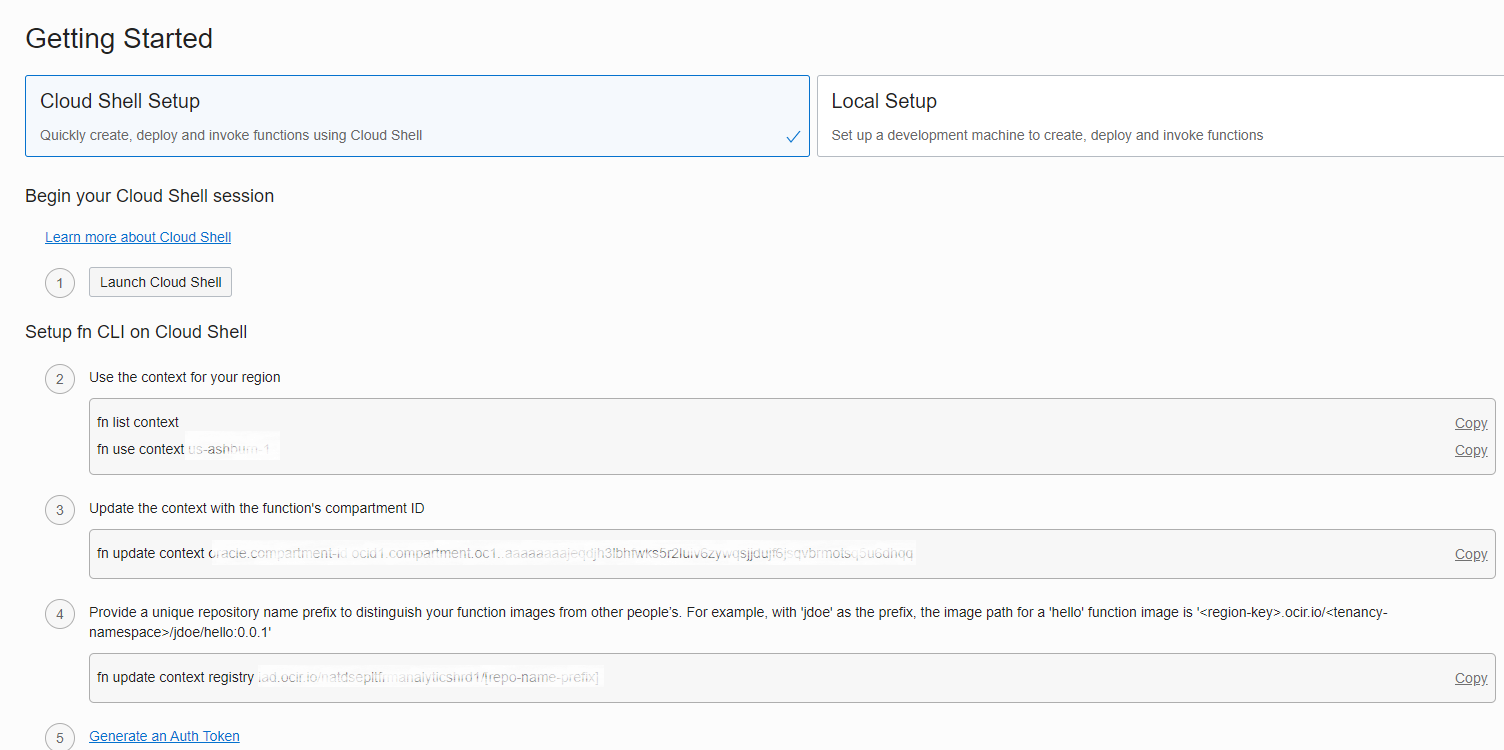 Getting Started
Cloud Shell Setup
Quickly create, deploy and invoke functions using Cloud Shell
Local Setup
Set up a development machine to create, deploy and invoke functions
Begin your Cloud Shell session
Learn more about Cloud Shell
1
Launch Cloud Shell
Setup fn CLI on Cloud Shell
2
Use the context for your region
fn list context
Copy
fn use context
Copy
3
Update the context with the function's compartment ID
fn update context
Copy
4
Provide a unique repository name prefix to distinguish your function images from other people's. For example, with 'jdoe' as the prefix, the image path for a 'hello' function image is '<region-key>.ocir.io/<tenancy-
namespace>/jdoe/hello:0.0.1'
fn update context registry
Copy
5
Generate an Auth Token